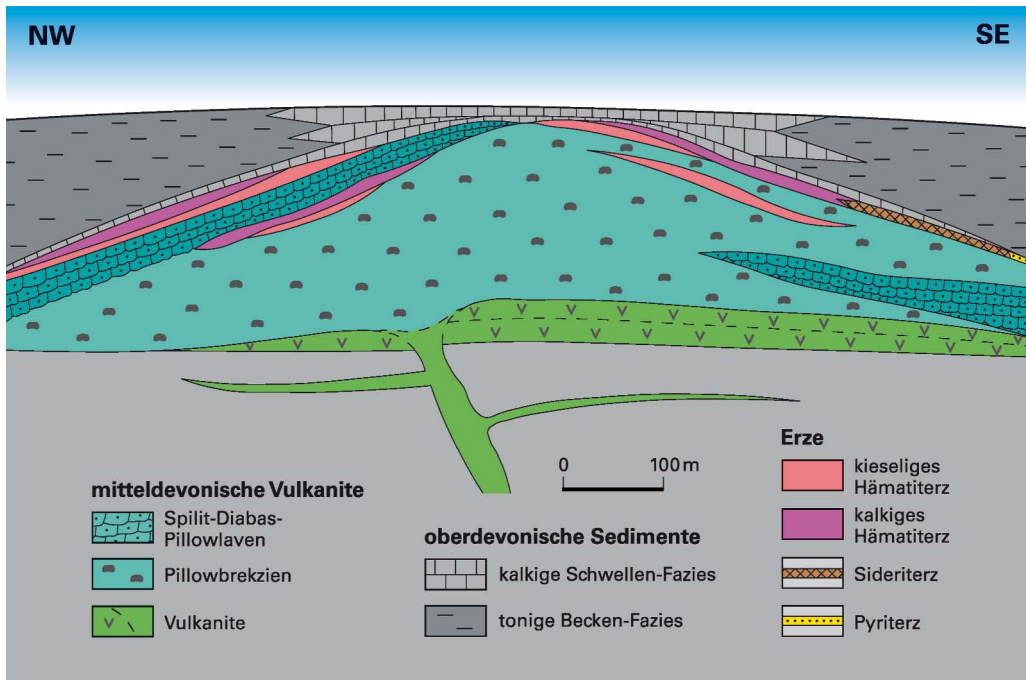 NW
SE
0
100 m
mitteldevonische Vulkanite
Spilit-Diabas-
Pillowlaven
Pillowbrekzien
Vulkanite
oberdevonische Sedimente
kalkige Schwellen-Fazies
tonige Becken-Fazies
Erze
kieseliges
Hämatiterz
kalkiges
Hämatiterz
Sideriterz
Pyriterz